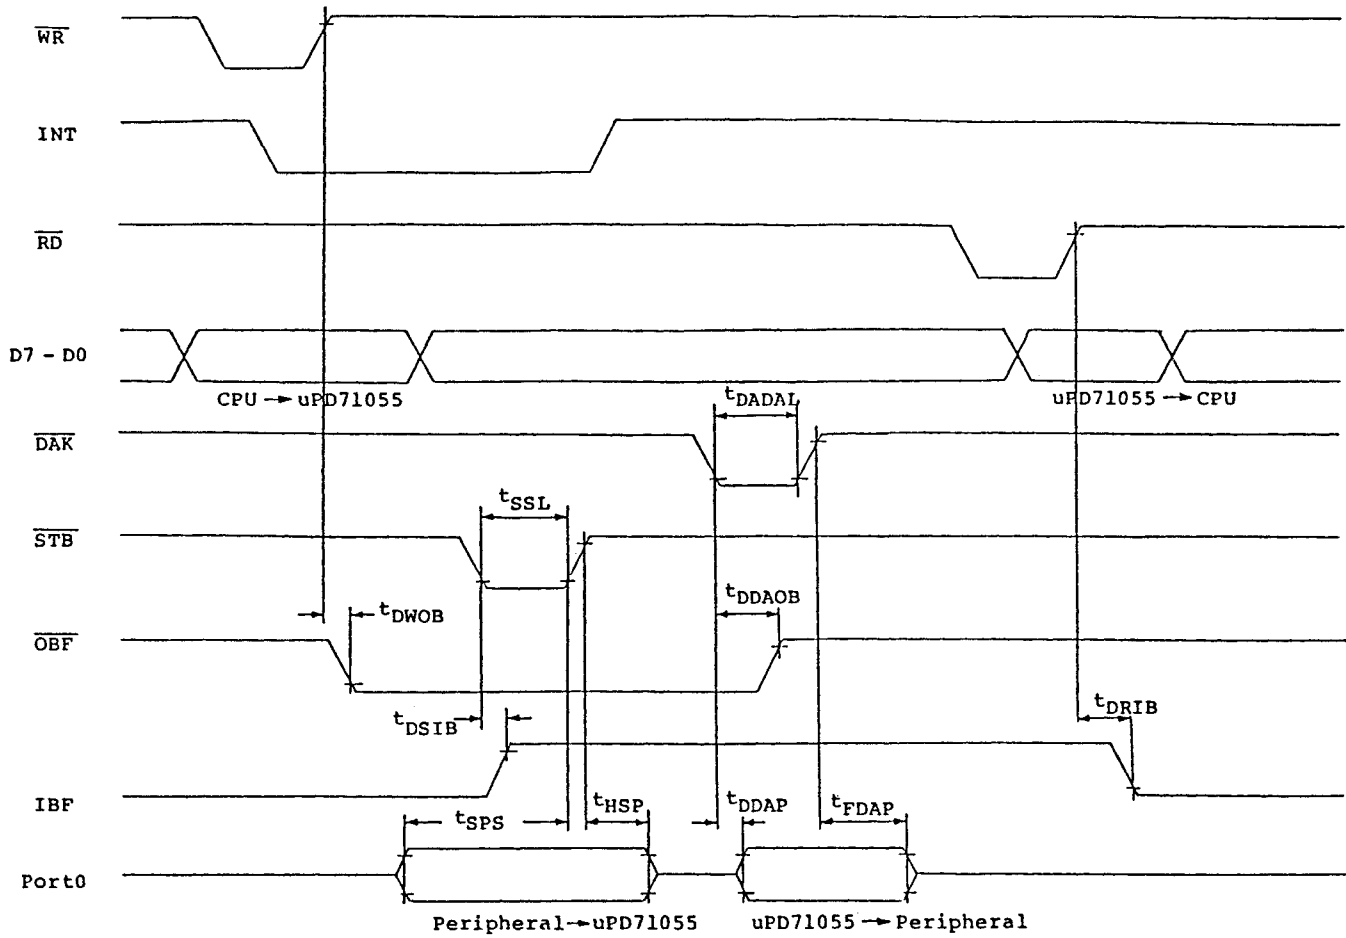 WR
INT
RD
D7 - D0
CPU → uPD71055
tDADAL
uPD71055 → CPU
DAK
tSSL
STB
tDWOB
tDDAOB
OBF
tDSIB
tDRIB
IBF
tSPS
tHSP
tDDAP
tFDAP
Port0
Peripheral → uPD71055
uPD71055 → Peripheral